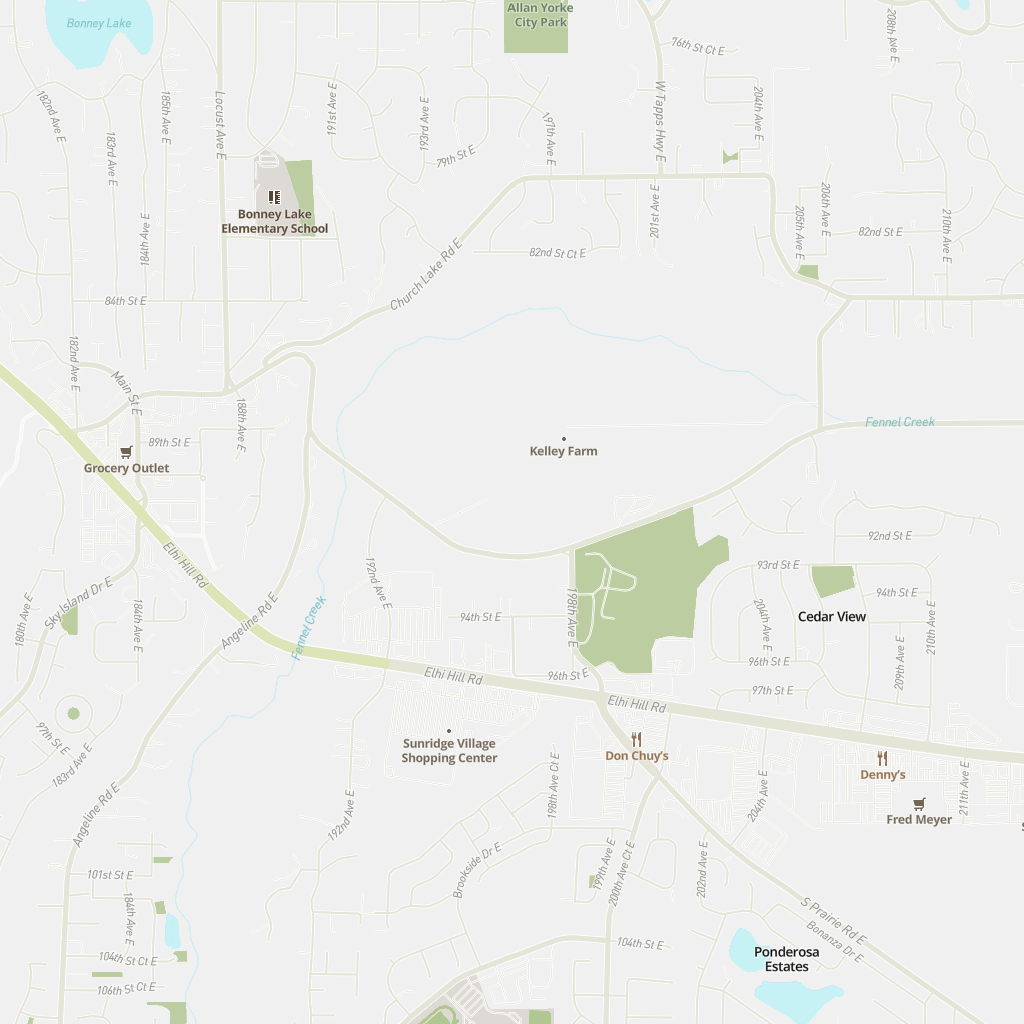 Bonney Lake
Allan Yorke
City Park
76th St Ct E
208th Ave E
182nd Ave E
183rd Ave E
185th Ave E
Locust Ave E
191st Ave E
193rd Ave E
79th St E
197th Ave E
W Tapps Hwy E
204th Ave E
Bonney Lake
Elementary School
184th Ave E
201st Ave E
205th Ave E
206th Ave E
82nd St E
210th Ave E
82nd St Ct E
Church Lake Rd E
84th St E
182nd Ave E
Main St E
188th Ave E
89th St E
Grocery Outlet
Fennel Creek
Kelley Farm
Elhi Hill Rd
192nd Ave E
92nd St E
93rd St E
94th St E
Cedar View
Sky Island Dr E
180th Ave E
184th Ave E
Angeline Rd E
Fennel Creek
94th St E
198th Ave E
204th Ave E
210th Ave E
209th Ave E
96th St E
97th St E
Elhi Hill Rd
96th St E
Elhi Hill Rd
97th St E
183rd Ave E
Sunridge Village
Shopping Center
Don Chuy's
Denny's
Fred Meyer
211th Ave E
S
Angeline Rd E
192nd Ave E
198th Ave Ct E
204th Ave E
Brookside Dr E
199th Ave E
200th Ave Ct E
202nd Ave E
101st St E
184th Ave E
S Prairie Rd E
Bonanza Dr E
104th St E
Ponderosa
Estates
104th St Ct E
106th St Ct E